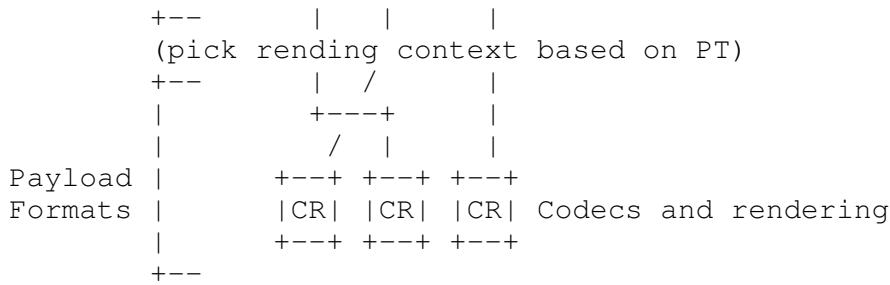 (pick rending context based on PT)
Payload
Formats |CR| |CR| |CR| Codecs and rendering